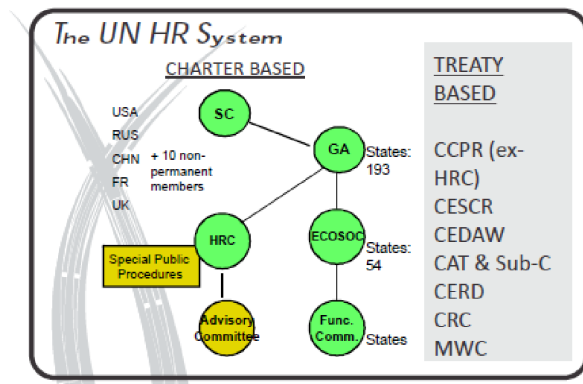 The UN HR System
CHARTER BASED
USA
RUS
CHN
FR
UK
+ 10 non-
permanent
members
SC
GA
States:
193
HRC
ECOSOC
States:
54
Special Public
Procedures
Advisory
Committee
Func.
Comm.
States
TREATY
BASED
CCPR (ex-
HRC)
CESCR
CEDAW
CAT & Sub-C
CERD
CRC
MWC